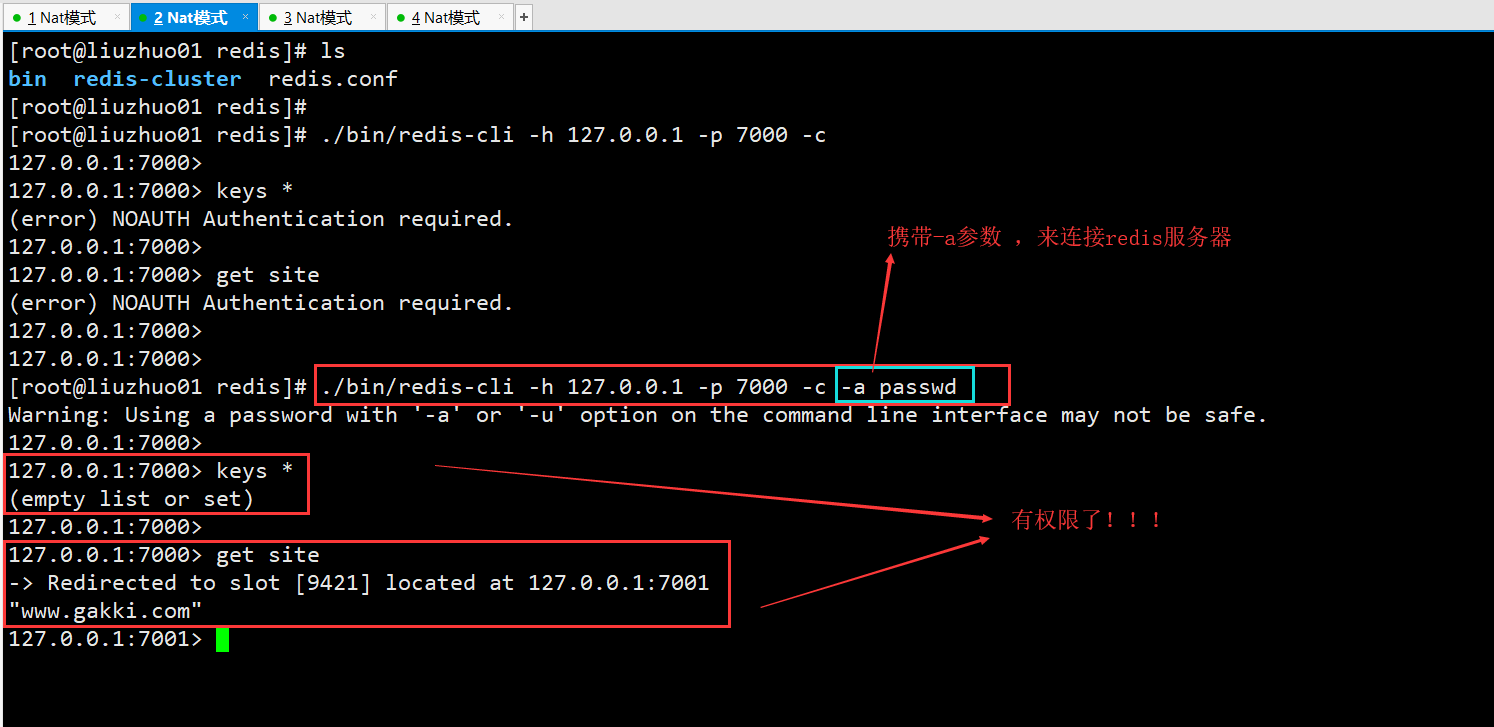 1 Nat模式 × 2 Nat模式 × 3 Nat模式 × 4 Nat模式 × +
[root@liuzhuo01 redis]# ls
bin  redis-cluster  redis.conf
[root@liuzhuo01 redis]#
[root@liuzhuo01 redis]# ./bin/redis-cli -h 127.0.0.1 -p 7000 -c
127.0.0.1:7000>
127.0.0.1:7000> keys *
(error) NOAUTH Authentication required.
携带-a参数 ，来连接redis服务器
127.0.0.1:7000>
127.0.0.1:7000> get site
(error) NOAUTH Authentication required.
127.0.0.1:7000>
127.0.0.1:7000>
[root@liuzhuo01 redis]# ./bin/redis-cli -h 127.0.0.1 -p 7000 -c -a passwd
Warning: Using a password with '-a' or '-u' option on the command line interface may not be safe.
127.0.0.1:7000>
127.0.0.1:7000> keys *
(empty list or set)
有权限了！！！
127.0.0.1:7000>
127.0.0.1:7000> get site
-> Redirected to slot [9421] located at 127.0.0.1:7001
"www.gakki.com"
127.0.0.1:7001>